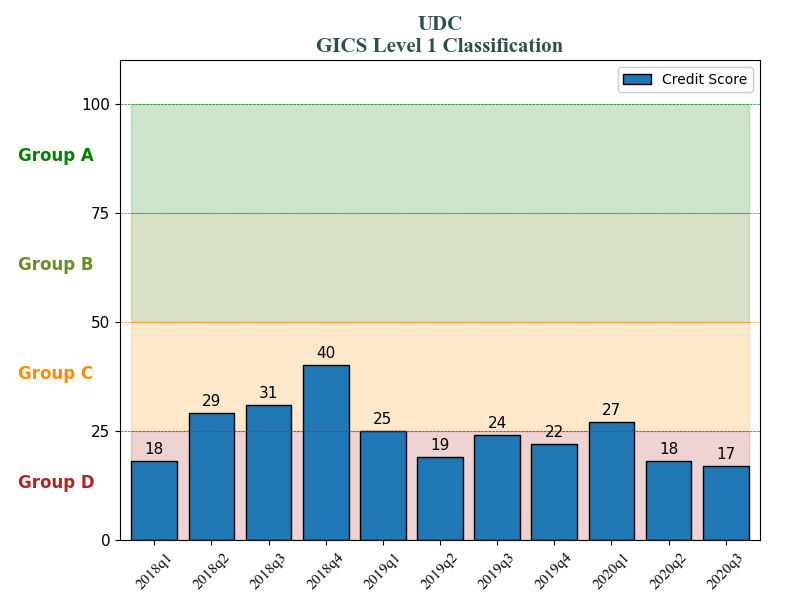 UDC
GICS Level 1 Classification
Credit Score
100
Group A
75
Group B
50
40
Group C
31
29
27
25
25
24
22
19
18
18
17
Group D
0
2018q1 2018q2 2018q3 2018q4 2019q1 2019q2 2019q3 2019q4 2020q1 2020q2 2020q3